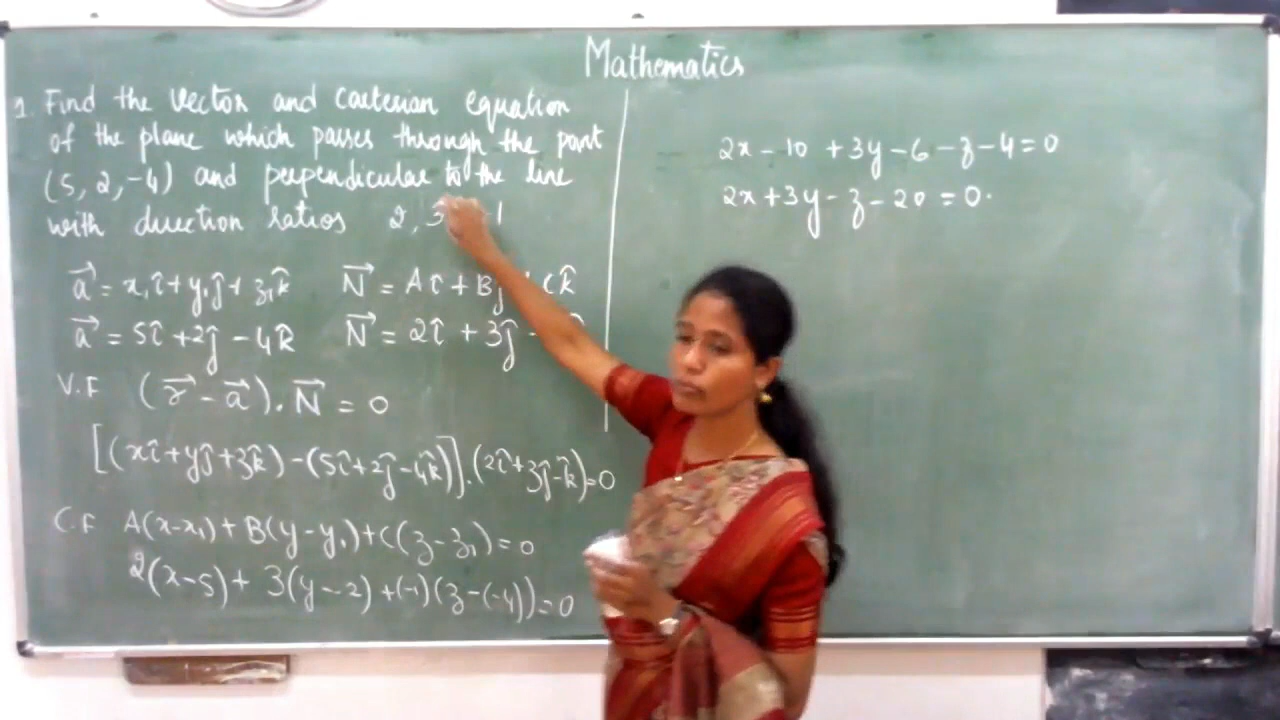 Mathematics
1. Find the vector and cartesian equation
of the plane which passes through the point
(5, 2, -4) and perpendicular to the line
with direction ratios 2, 3 -1
a⃗ = x₁î + y₁ĵ + z₁k̂ N⃗ = Aî + Bĵ + Ck̂
a⃗ = 5î + 2ĵ - 4k̂ N⃗ = 2î + 3ĵ -
V.F (r⃗ - a⃗). N⃗ = 0
[(xî + yĵ + zk̂) - (5î + 2ĵ - 4k̂)].(2î + 3ĵ - k̂) = 0
C.F A(x-x₁) + B(y-y₁) + C(z-z₁) = 0
2(x-5) + 3(y-2) + (-1)(z-(-4)) = 0
2x - 10 + 3y - 6 - z - 4 = 0
2x + 3y - z - 20 = 0.